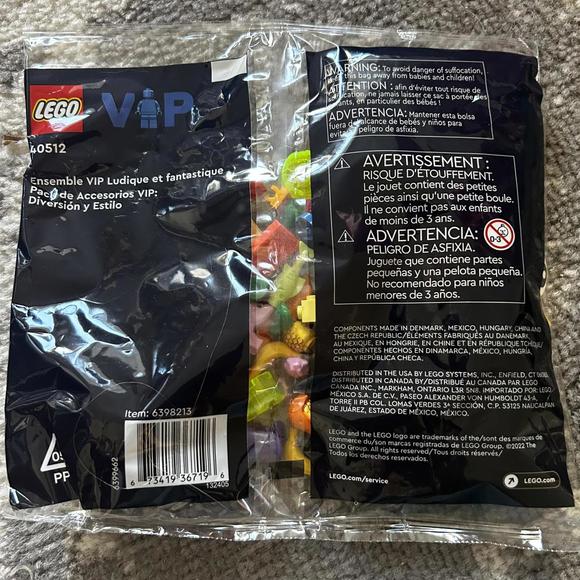 LEGO
VIP
40512
Ensemble VIP Ludique et fantastique
Pack de Accesorios VIP:
Diversión y Estilo
Item: 6398213
6399662
6 73419 36719 6
132405
PP
WARNING: To avoid danger of suffocation,
this bag away from babies and children!
ATTENTION : afin d'éviter tout risque de
ne jamais laisser ce sac à portée des
en particulier des bébés !
ADVERTENCIA: Mantener esta bolsa
fuera del alcance de bebés y niños para
evitar peligro de asfixia.
AVERTISSEMENT :
RISQUE D'ÉTOUFFEMENT.
Le jouet contient des petites
pièces ainsi qu'une petite boule.
Il ne convient pas aux enfants
de moins de 3 ans.
ADVERTENCIA:
PELIGRO DE ASFIXIA.
Juguete que contiene partes
pequeñas y una pelota pequeña.
No recomendado para niños
menores de 3 años.
0-3
COMPONENTS MADE IN DENMARK, MEXICO, HUNGARY, CHINA AND
THE CZECH REPUBLIC/ÉLÉMENTS FABRIQUÉS AU DANEMARK,
AU MEXIQUE, EN HONGRIE, EN CHINE ET EN RÉPUBLIQUE TCHÈQUE/
COMPONENTES HECHOS EN DINAMARCA, MÉXICO, HUNGRÍA,
CHINA Y REPÚBLICA CHECA.
DISTRIBUTED IN THE USA BY LEGO SYSTEMS, INC., ENFIELD, CT 06083.
DISTRIBUTED IN CANADA BY/DISTRIBUÉ AU CANADA PAR LEGO
CANADA INC., MARKHAM, ONTARIO L3R 5N8. IMPORTADO POR: LEGO
MÉXICO S.A. DE C.V. PASEO ALEXANDER VON HUMBOLDT 43-A,
TORRE II PB COL. LOMAS VERDES 3ª SECCIÓN, C.P. 53125 NAUCALPAN
DE JUÁREZ, ESTADO DE MÉXICO, MÉXICO.
LEGO and the LEGO logo are trademarks of the/sont des marques de
commerce du/son marcas registradas de LEGO Group. ©2022 The
LEGO Group. All rights reserved/Tous droits réservés/
Todos los derechos reservados.
LEGO.com/service
LEGO.com